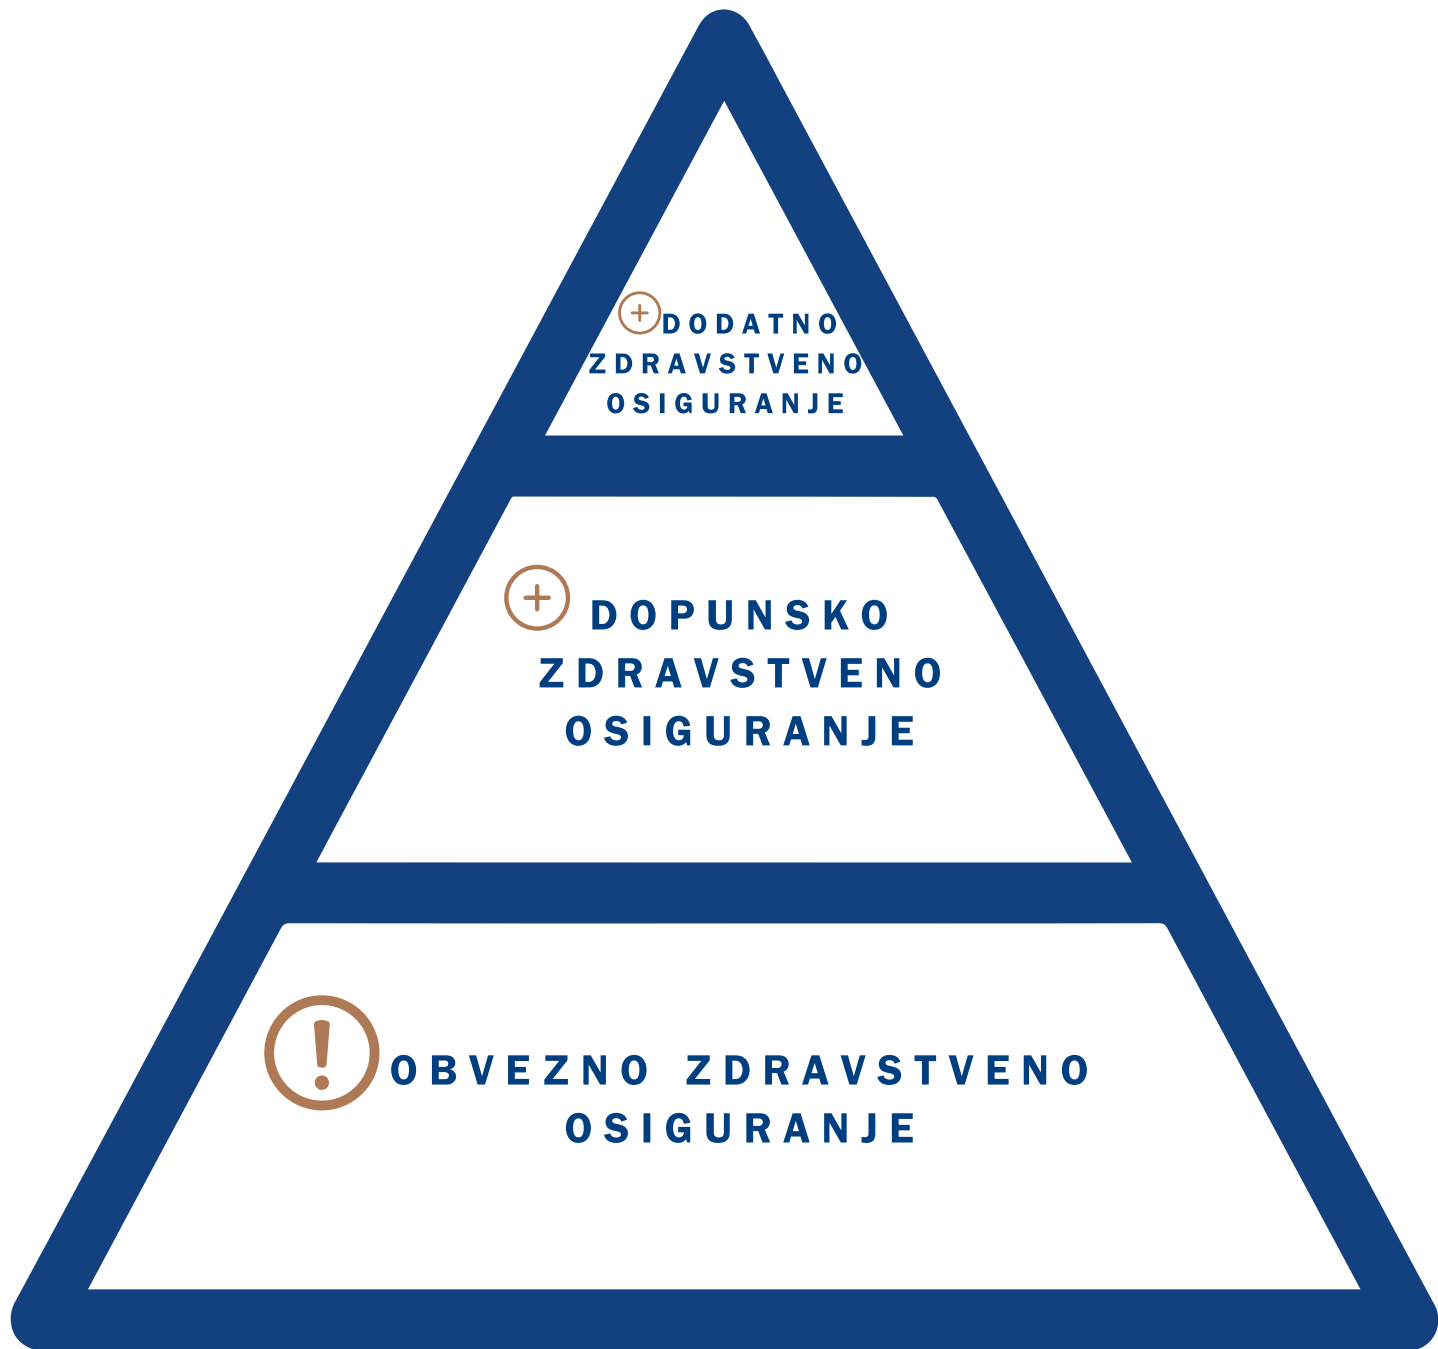 DODATNO
ZDRAVSTVENO
OSIGURANJE
DOPUNSKO
ZDRAVSTVENO
OSIGURANJE
OBVEZNO ZDRAVSTVENO
OSIGURANJE